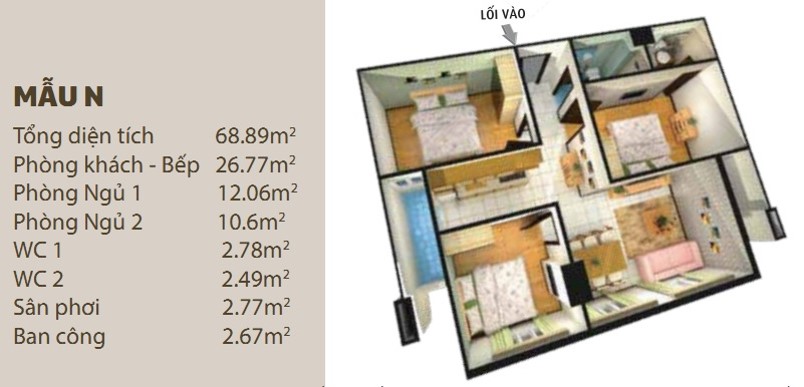 LỐI VÀO
MẪU N
Tổng diện tích 68.89m²
Phòng khách - Bếp 26.77m²
Phòng Ngủ 1 12.06m²
Phòng Ngủ 2 10.6m²
WC 1 2.78m²
WC 2 2.49m²
Sân phơi 2.77m²
Ban công 2.67m²